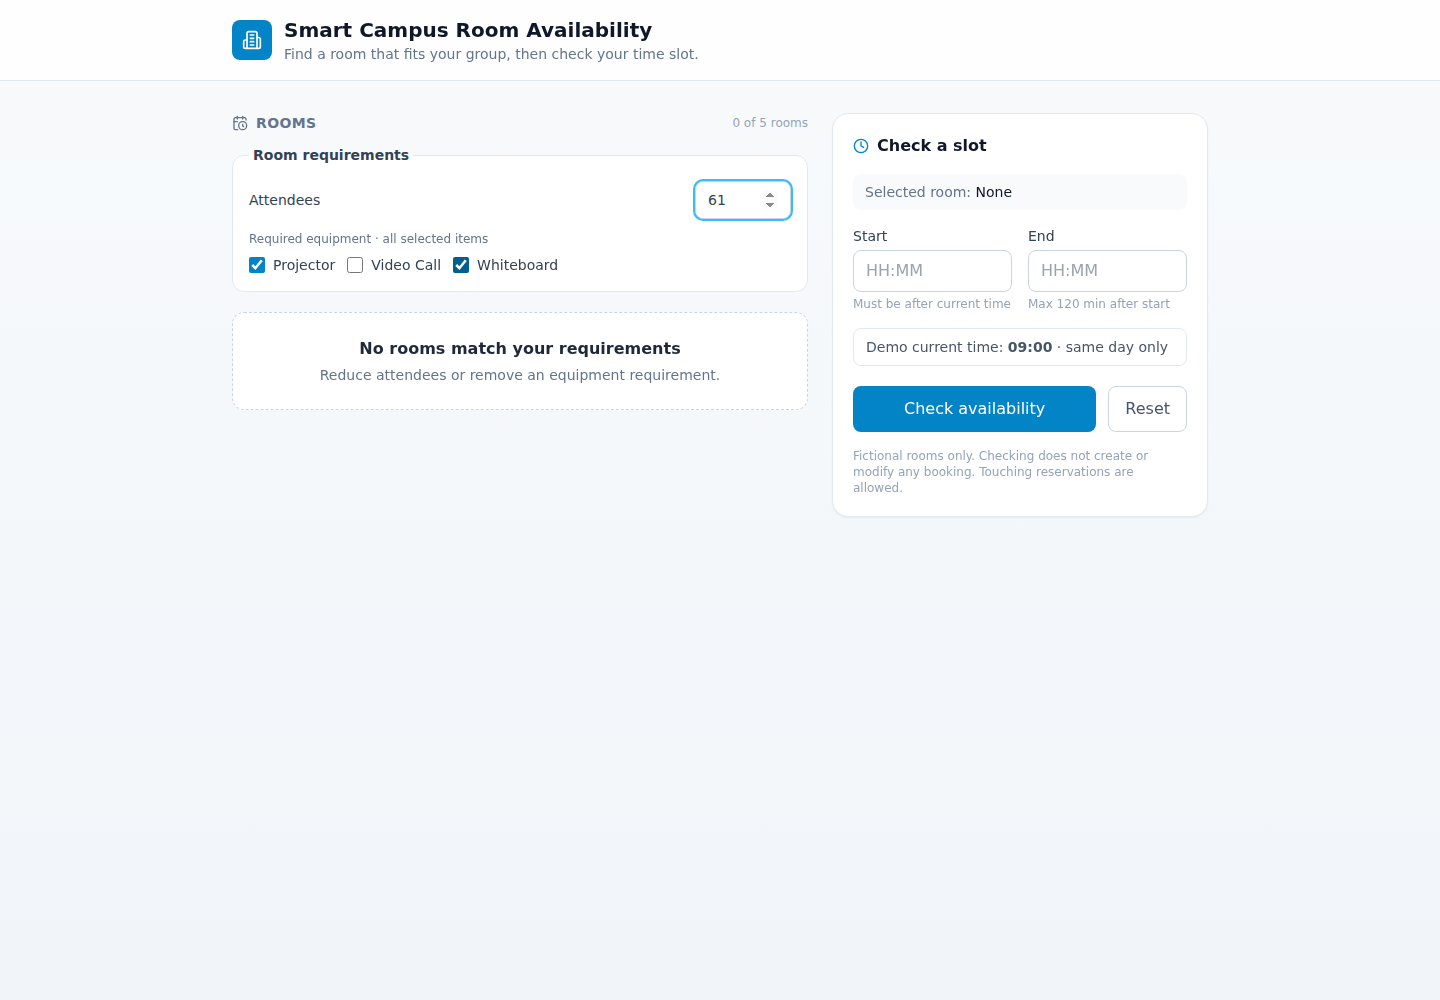 Smart Campus Room Availability
Find a room that fits your group, then check your time slot.
ROOMS
0 of 5 rooms
Room requirements
Attendees
61
Required equipment · all selected items
Projector
Video Call
Whiteboard
No rooms match your requirements
Reduce attendees or remove an equipment requirement.
Check a slot
Selected room: None
Start
End
HH:MM
HH:MM
Must be after current time
Max 120 min after start
Demo current time: 09:00 · same day only
Check availability
Reset
Fictional rooms only. Checking does not create or
modify any booking. Touching reservations are
allowed.